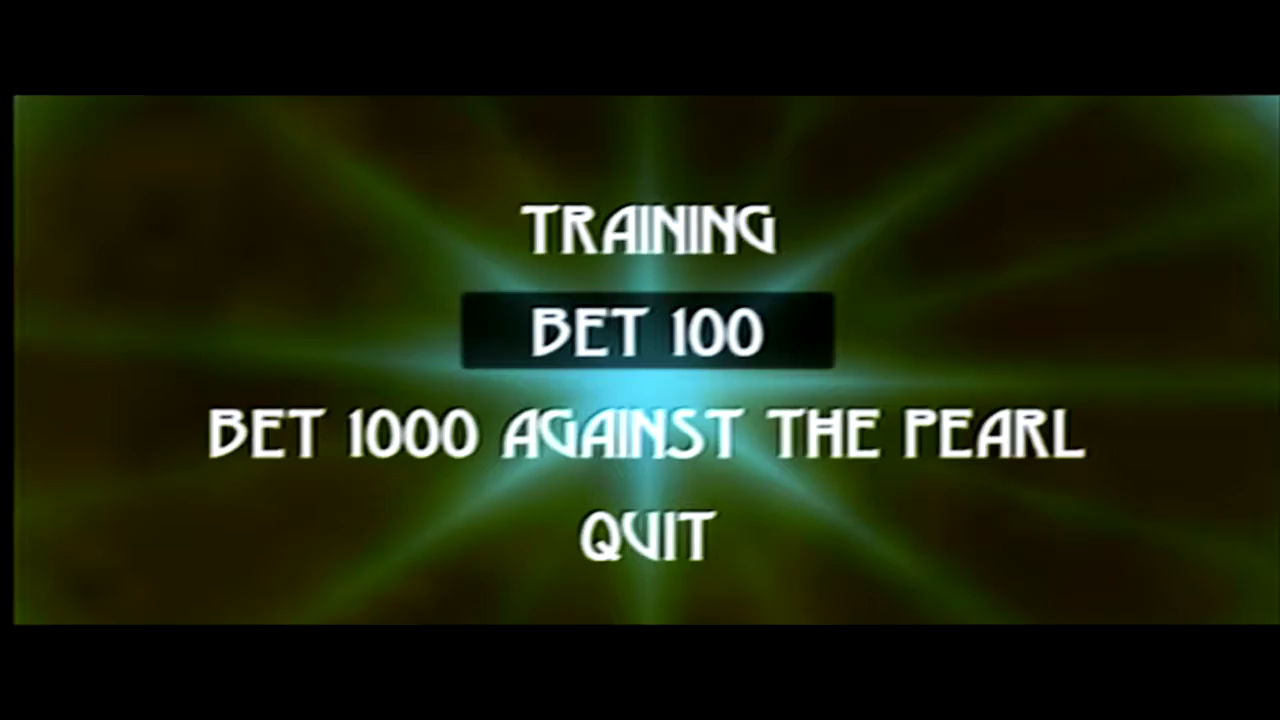 TRAINING
BET 100
BET 1000 AGAINST THE PEARL
QUIT